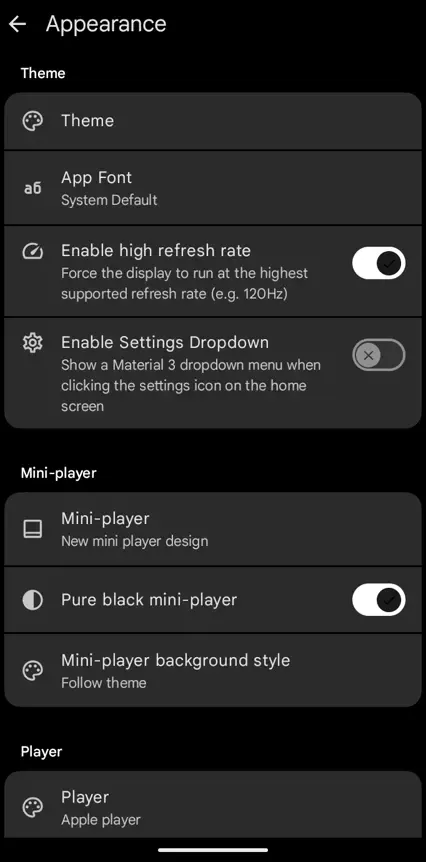 Appearance
Theme
Theme
аб
App Font
System Default
Enable high refresh rate
Force the display to run at the highest
supported refresh rate (e.g. 120Hz)
Enable Settings Dropdown
Show a Material 3 dropdown menu when
clicking the settings icon on the home
screen
Mini-player
Mini-player
New mini player design
Pure black mini-player
Mini-player background style
Follow theme
Player
Player
Apple player